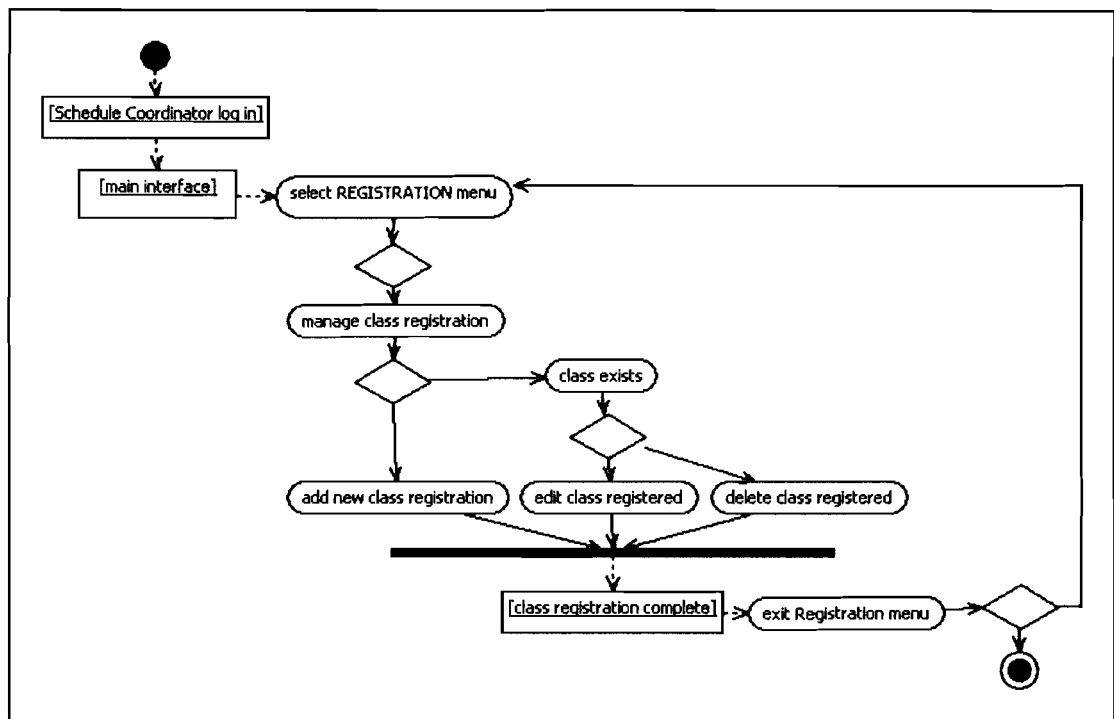 [Schedule Coordinator log in]
[main interface]
select REGISTRATION menu
manage class registration
class exists
add new class registration
edit class registered
delete class registered
[class registration complete]
exit Registration menu